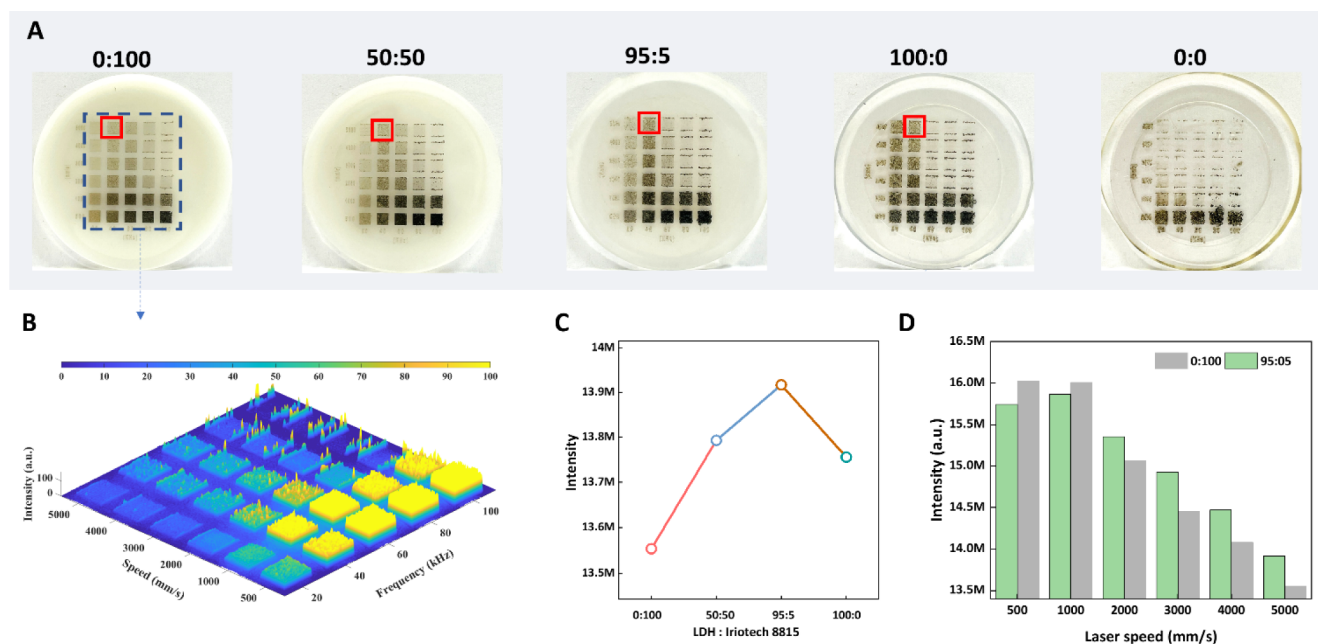 A
0:100
50:50
95:5
100:0
0:0
B
0 10 20 30 40 50 60 70 80 90 100
Intensity (a.u.)
100
0
5000
4000
3000
2000
1000
500
Speed (mm/s)
20
40
60
80
100
Frequency (kHz)
C
14M
13.9M
13.8M
13.7M
13.6M
13.5M
Intensity
0:100 50:50 95:5 100:0
LDH : Iriotech 8815
D
16.5M
16.0M
15.5M
15.0M
14.5M
14.0M
13.5M
Intensity (a.u.)
0:100 95:05
500 1000 2000 3000 4000 5000
Laser speed (mm/s)